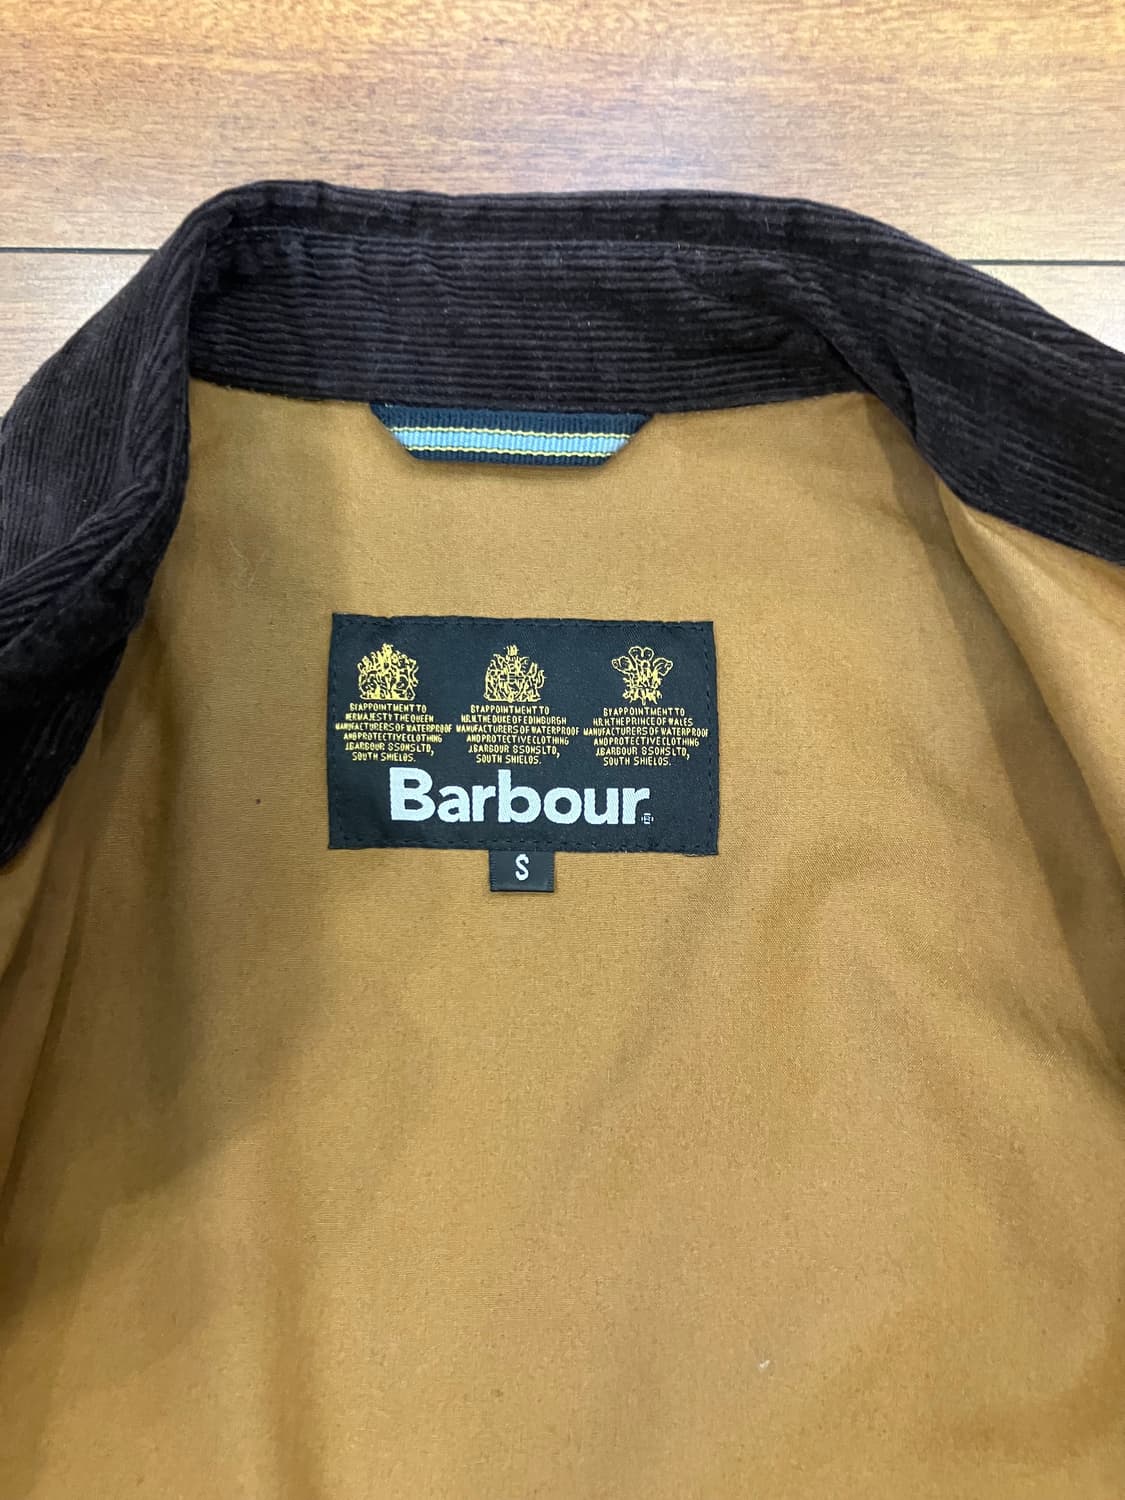 BY APPOINTMENT TO
HER MAJESTY THE QUEEN
MANUFACTURERS OF WATERPROOF
AND PROTECTIVE CLOTHING
J.BARBOUR & SONS LTD,
SOUTH SHIELDS.
BY APPOINTMENT TO
H.R.H. THE DUKE OF EDINBURGH
MANUFACTURERS OF WATERPROOF
AND PROTECTIVE CLOTHING
J.BARBOUR & SONS LTD,
SOUTH SHIELDS.
BY APPOINTMENT TO
H.R.H. THE PRINCE OF WALES
MANUFACTURERS OF WATERPROOF
AND PROTECTIVE CLOTHING
J.BARBOUR & SONS LTD,
SOUTH SHIELDS.
Barbour
S